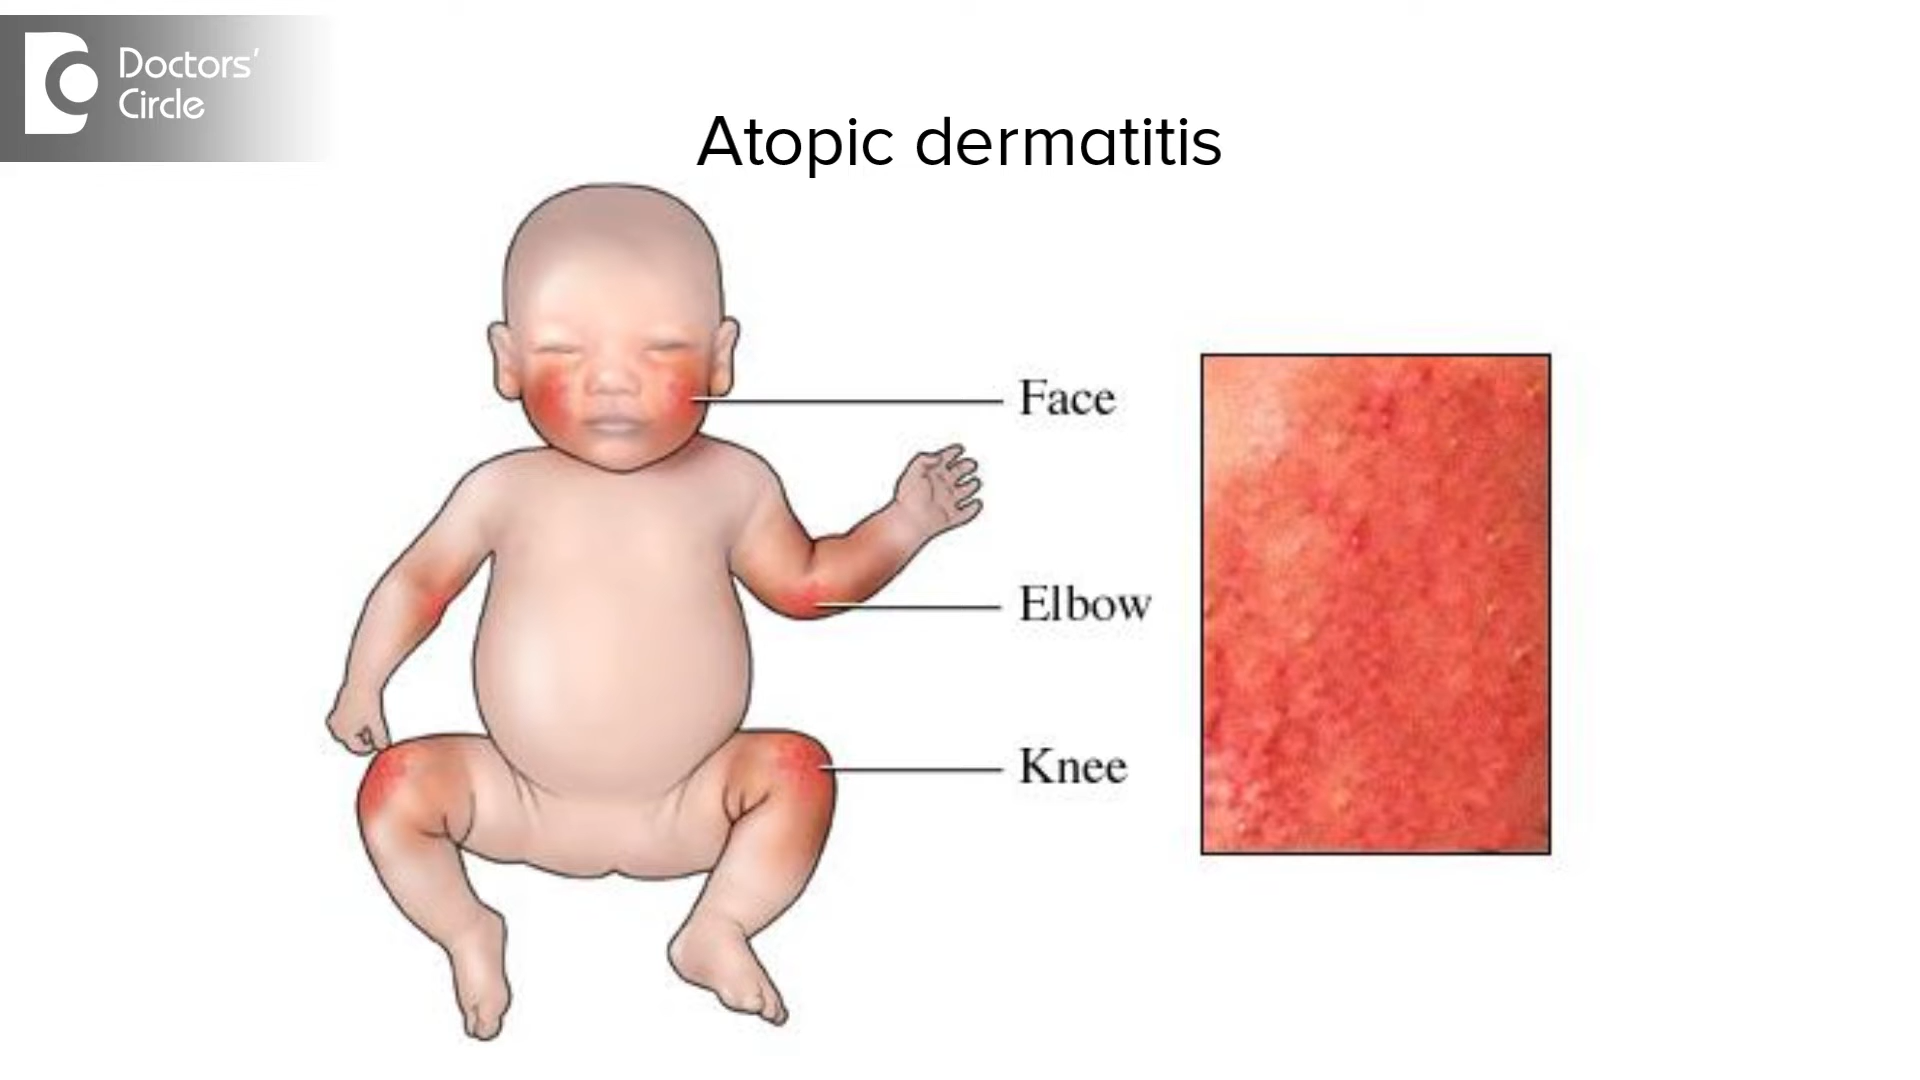 Doctors'
Circle
Atopic dermatitis
Face
Elbow
Knee